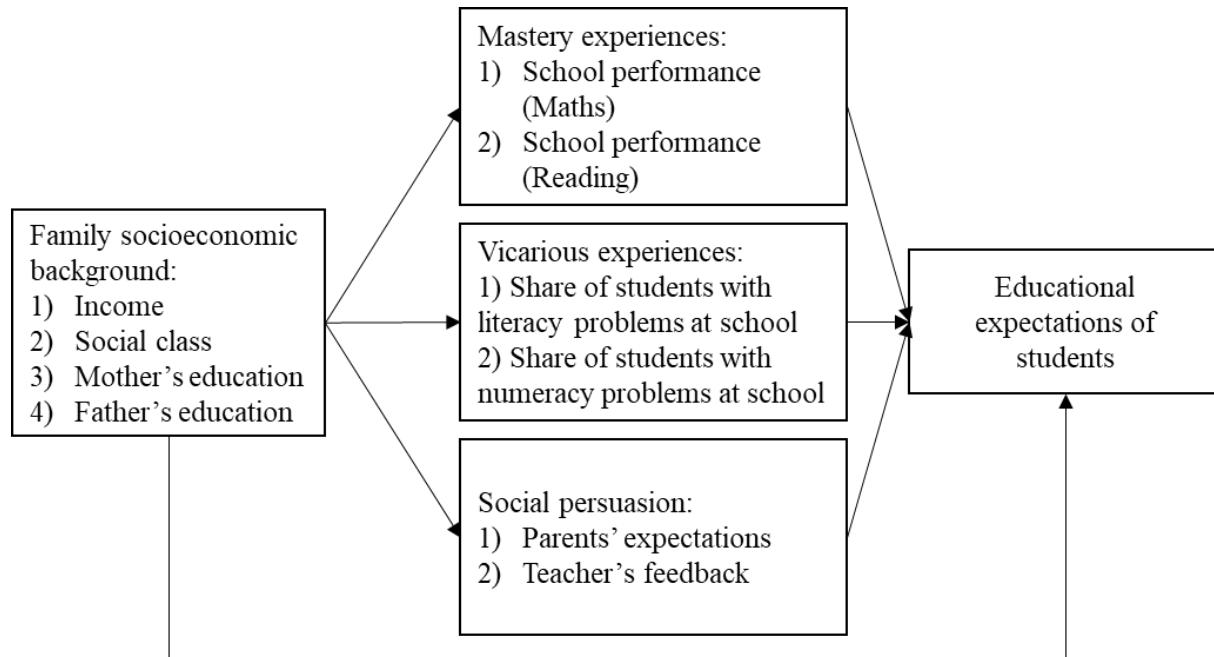 Mastery experiences:
1) School performance
(Maths)
2) School performance
(Reading)
Family socioeconomic
background:
1) Income
2) Social class
3) Mother’s education
4) Father’s education
Vicarious experiences:
1) Share of students with
literacy problems at school
2) Share of students with
numeracy problems at school
Social persuasion:
1) Parents’ expectations
2) Teacher’s feedback
Educational
expectations of
students